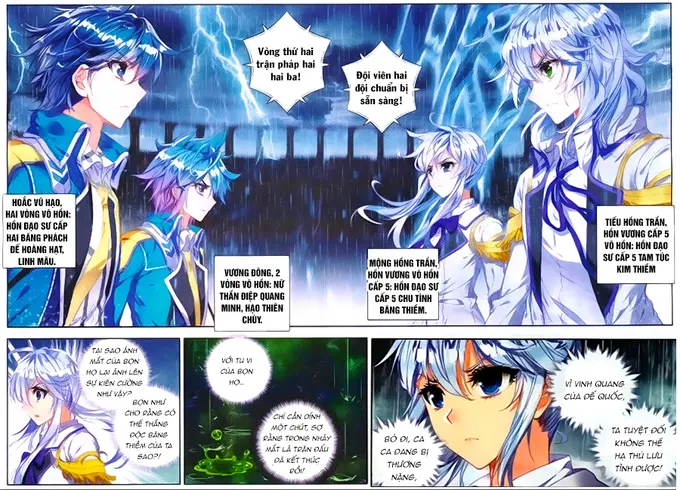 VÒNG THỨ HAI
TRẬN PHÁP HAI
HAI BA!
ĐỘI VIÊN HAI
ĐỘI CHUẨN BỊ
SẴN SÀNG!
HOẮC VŨ HẠO,
HAI VÒNG VÕ HỒN:
HỒN ĐẠO SƯ CẤP
HAI BĂNG PHÁCH
ĐẾ HOÀNG HẠT,
LINH MÂU.
VƯƠNG ĐÔNG, 2
VÒNG VÕ HỒN: NỮ
THẦN ĐIỆP QUANG
MINH, HẠO THIÊN
CHÙY.
MỘNG HỒNG TRẦN,
HỒN VƯƠNG VÕ HỒN
CẤP 5: HỒN ĐẠO SƯ
CẤP 5 CHU TÌNH
BĂNG THIỀM.
TIẾU HỒNG TRẦN,
HỒN VƯƠNG CẤP 5
VÕ HỒN: HỒN ĐẠO
SƯ CẤP 5 TAM TÚC
KIM THIỀM
TẠI SAO ÁNH
MẮT CỦA BỌN
HỌ LẠI ÁNH LÊN
SỰ KIÊN CƯỜNG
NHƯ VẬY?
BỌN NHƯ
CHO RẰNG CÓ
THỂ THẮNG
ĐỘC BĂNG
THIỀM CỦA TA
SAO?!
VỚI TU VI
CỦA BỌN
HỌ...
CHỈ CẦN DÍNH
MỘT CHÚT, SỢ
RẰNG TRONG NHÁY
MẮT LÀ TRẬN ĐẤU
ĐÃ KẾT THÚC
RỒI!
VÌ VINH QUANG
CỦA ĐẾ QUỐC,
BỎ ĐI, CA
CA ĐANG BỊ
THƯƠNG
NẶNG,
TA TUYỆT ĐỐI
KHÔNG THỂ
HẠ THỦ LƯU
TÌNH ĐƯỢC!